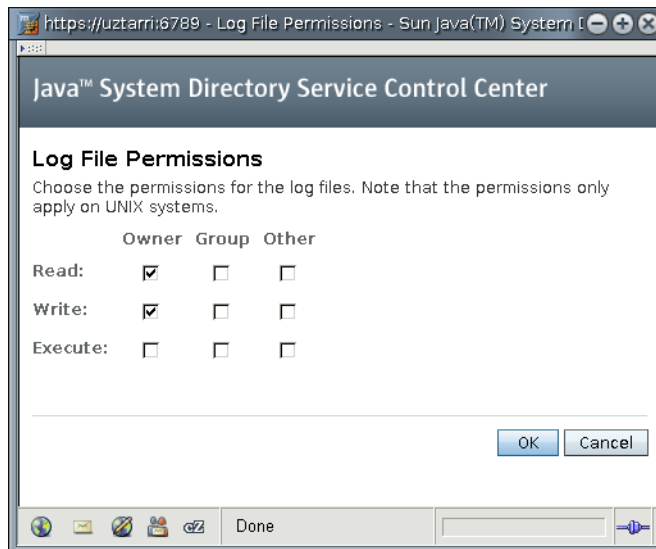 https://uztarri:6789 - Log File Permissions - Sun Java(TM) System D
Java™ System Directory Service Control Center
Log File Permissions
Choose the permissions for the log files. Note that the permissions only
apply on UNIX systems.
Owner Group Other
Read:
Write:
Execute:
OK Cancel
Done